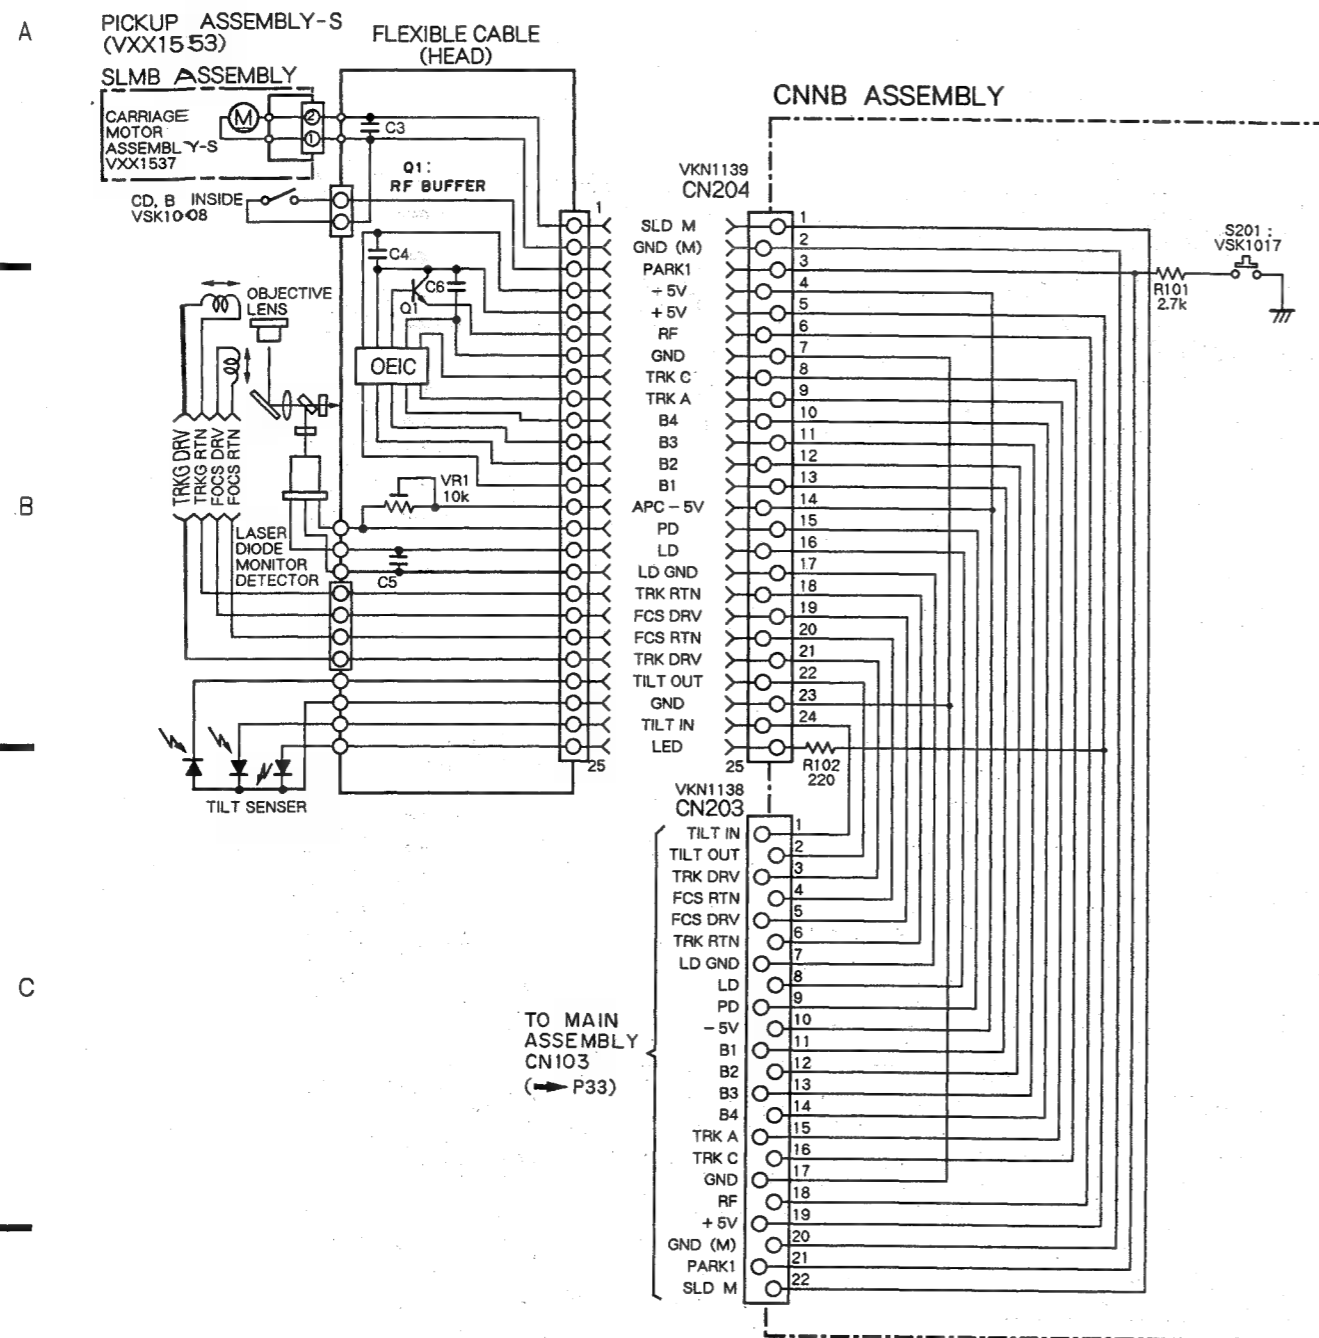 A
PICKUP ASSEMBLY-S
(VXX1553)
FLEXIBLE CABLE
(HEAD)
SLMB ASSEMBLY
CNNB ASSEMBLY
CARRIAGE
MOTOR
ASSEMBLY-S
VXX1537
M
2
1
C3
Q1:
RF BUFFER
CD, B INSIDE
VSK1008
VKN1139
CN204
1
SLD M
1
GND (M)
2
PARK1
3
S201 :
VSK1017
R101
2.7k
C4
C6
Q1
OEIC
OBJECTIVE
LENS
÷ 5V
4
+ 5V
5
RF
6
GND
7
TRK C
8
TRK A
9
B4
10
B3
11
B2
12
B1
13
APC - 5V
14
PD
15
LD
16
LD GND
17
TRK RTN
18
FCS DRV
19
FCS RTN
20
TRK DRV
21
TILT OUT
22
GND
23
TILT IN
24
LED
25
25
R102
220
TRKG DRV
TRKG RTN
FOCS DRV
FOCS RTN
B
VR1
10k
LASER
DIODE
MONITOR
DETECTOR
C5
TILT SENSER
VKN1138
CN203
TILT IN
1
TILT OUT
2
TRK DRV
3
FCS RTN
4
FCS DRV
5
TRK RTN
6
LD GND
7
LD
8
PD
9
- 5V
10
B1
11
B2
12
B3
13
B4
14
TRK A
15
TRK C
16
GND
17
RF
18
+ 5V
19
GND (M)
20
PARK1
21
SLD M
22
C
TO MAIN
ASSEMBLY
CN103
(➡ P33)